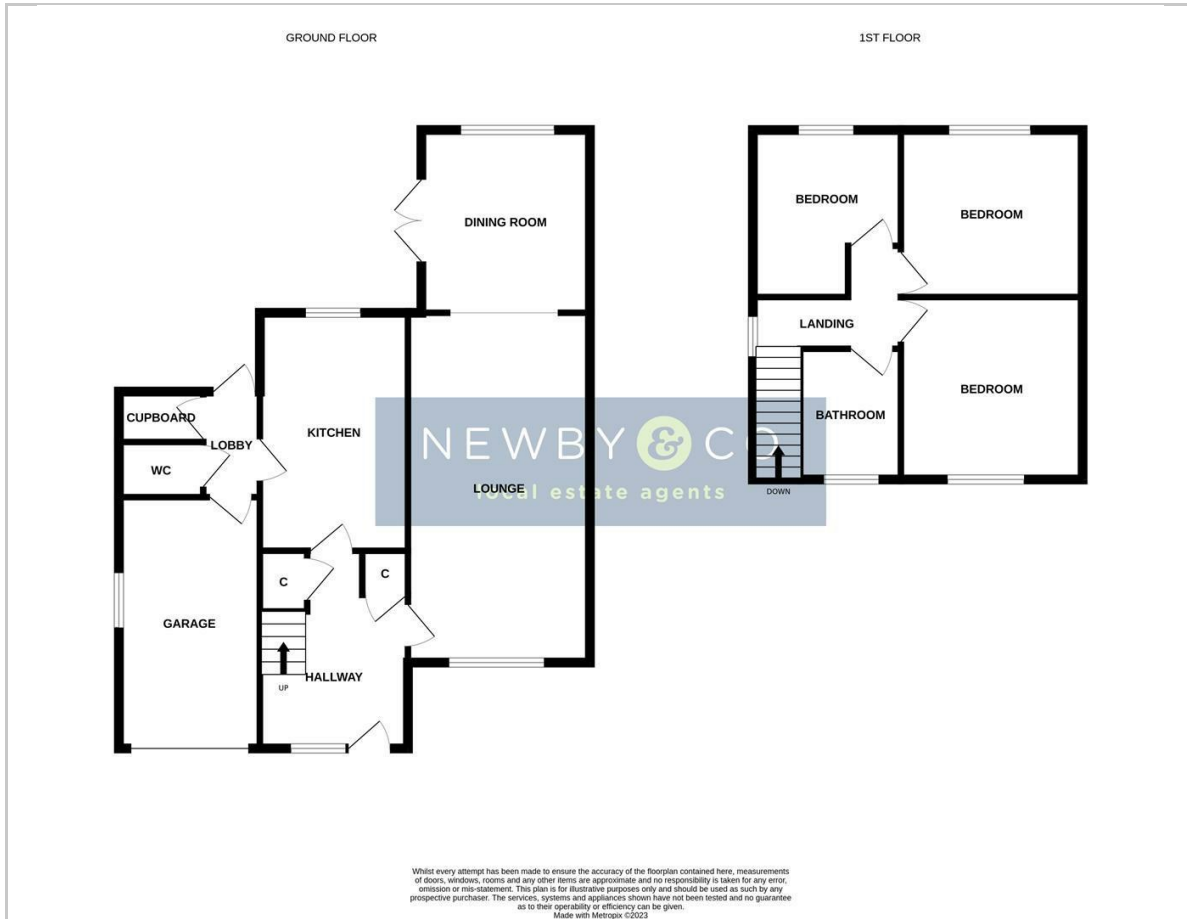 GROUND FLOOR
1ST FLOOR
DINING ROOM
BEDROOM
BEDROOM
LANDING
BEDROOM
BATHROOM
DOWN
CUPBOARD
LOBBY
WC
KITCHEN
NEWBY & CO
LOUNGE
local estate agents
C
C
GARAGE
HALLWAY
UP
Whilst every attempt has been made to ensure the accuracy of the floorplan contained here, measurements
of doors, windows, rooms and any other items are approximate and no responsibility is taken for any error,
omission or mis-statement. This plan is for illustrative purposes only and should be used as such by any
prospective purchaser. The services, systems and appliances shown have not been tested and no guarantee
as to their operability or efficiency can be given.
Made with Metropix ©2023